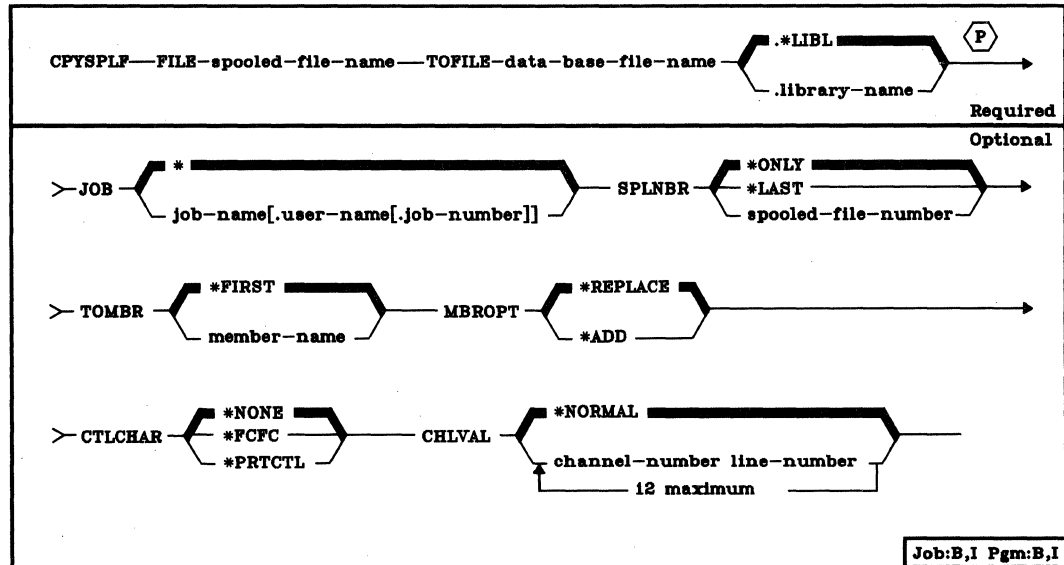 .*LIBL
P
CPYSPLF—FILE-spooled-file-name—TOFILE-data-base-file-name
.library-name
Required
Optional
*
*ONLY
JOB
SPLNBR
*LAST
job-name[.user-name[.job-number]]
spooled-file-number
*FIRST
*REPLACE
TOMBR
MBROPT
member-name
*ADD
*NONE
*NORMAL
CTLCHAR
*FCFC
CHLVAL
*PRTCTL
channel-number line-number
12 maximum
Job:B,I Pgm:B,I